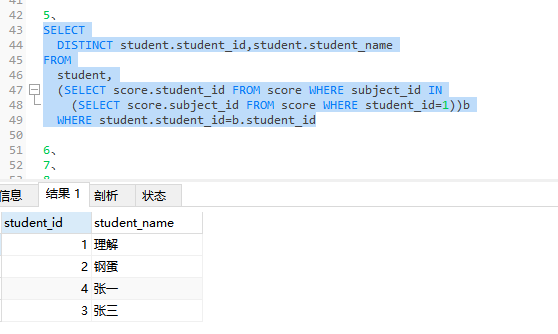 42 5、
43 SELECT
44 DISTINCT student.student_id,student.student_name
45 FROM
46 student,
47 (SELECT score.student_id FROM score WHERE subject_id IN
48 (SELECT score.subject_id FROM score WHERE student_id=1))b
49 WHERE student.student_id=b.student_id
50
51 6、
52 7、
信息 结果 1 剖析 状态
student_id student_name
1 理解
2 钢蛋
4 张一
3 张三